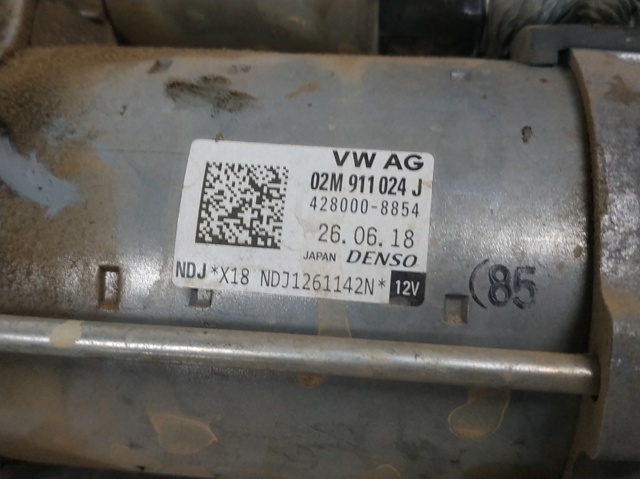 VW AG
02M 911 024 J
428000-8854
26.06.18
JAPAN DENSO
NDJ *X18 NDJ1261142N* 12V
(85